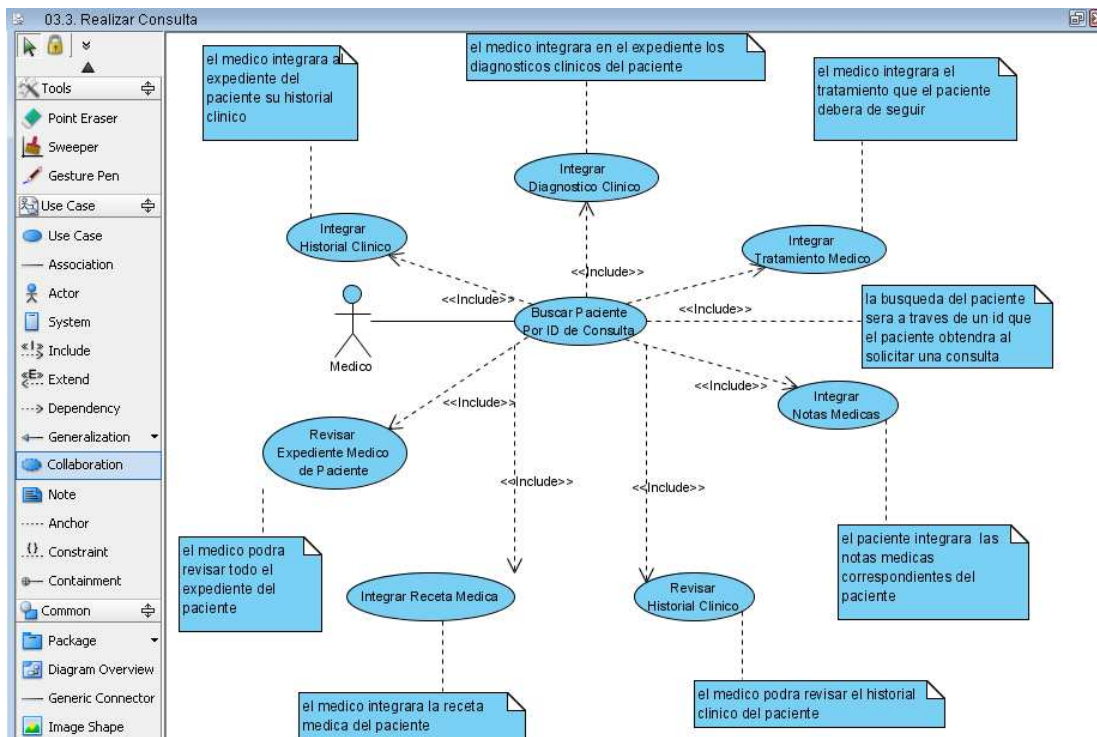 03.3. Realizar Consulta
Tools
Point Eraser
Sweeper
Gesture Pen
Use Case
Use Case
Association
Actor
System
Include
Extend
Dependency
Generalization
Collaboration
Note
Anchor
Constraint
Containment
Common
Package
Diagram Overview
Generic Connector
Image Shape
el medico integrara al
expediente del
paciente su historial
clinico
el medico integrara en el expediente los
diagnosticos clinicos del paciente
el medico integrara el
tratamiento que el paciente
debera de seguir
Integrar
Diagnostico Clinico
Integrar
Historial Clinico
Integrar
Tratamiento Medico
<<Include>>
<<Include>>
<<Include>>
Buscar Paciente
Por ID de Consulta
la busqueda del paciente
sera a traves de un id que
el paciente obtendra al
solicitar una consulta
Medico
<<Include>>
<<Include>>
Integrar
Notas Medicas
Revisar
Expediente Medico
de Paciente
<<Include>>
<<Include>>
el medico podra
revisar todo el
expediente del
paciente
el paciente integrara las
notas medicas
correspondientes del
paciente
Integrar Receta Medica
Revisar
Historial Clinico
el medico integrara la receta
medica del paciente
el medico podra revisar el historial
clinico del paciente